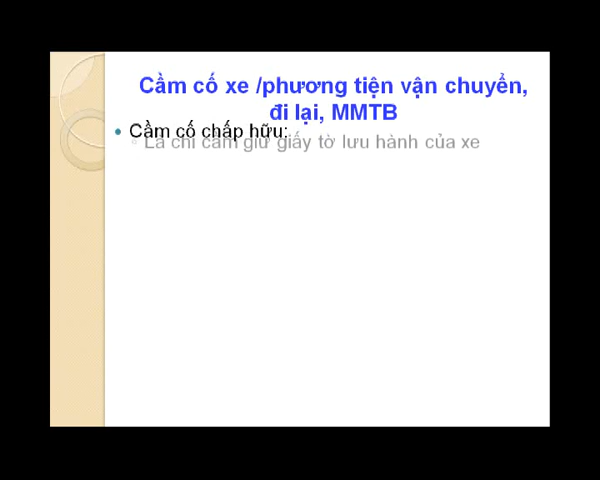 Cầm cố xe /phương tiện vận chuyển,
đi lại, MMTB
Cầm cố chấp hữu:
Là chỉ cầm giữ giấy tờ lưu hành của xe